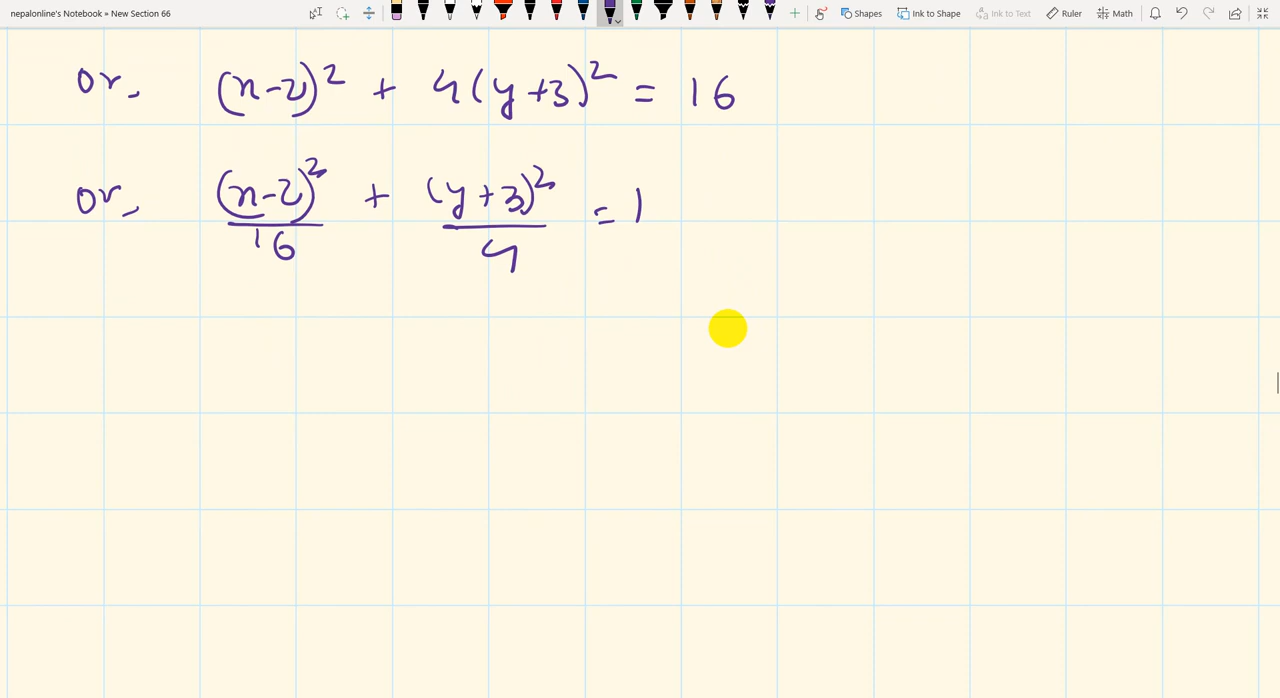 nepalonline's Notebook » New Section 66
Shapes Ink to Shape Ink to Text Ruler Math
or, (x-2)² + 4(y+3)² = 16
or, (x-2)²/16 + (y+3)²/4 = 1